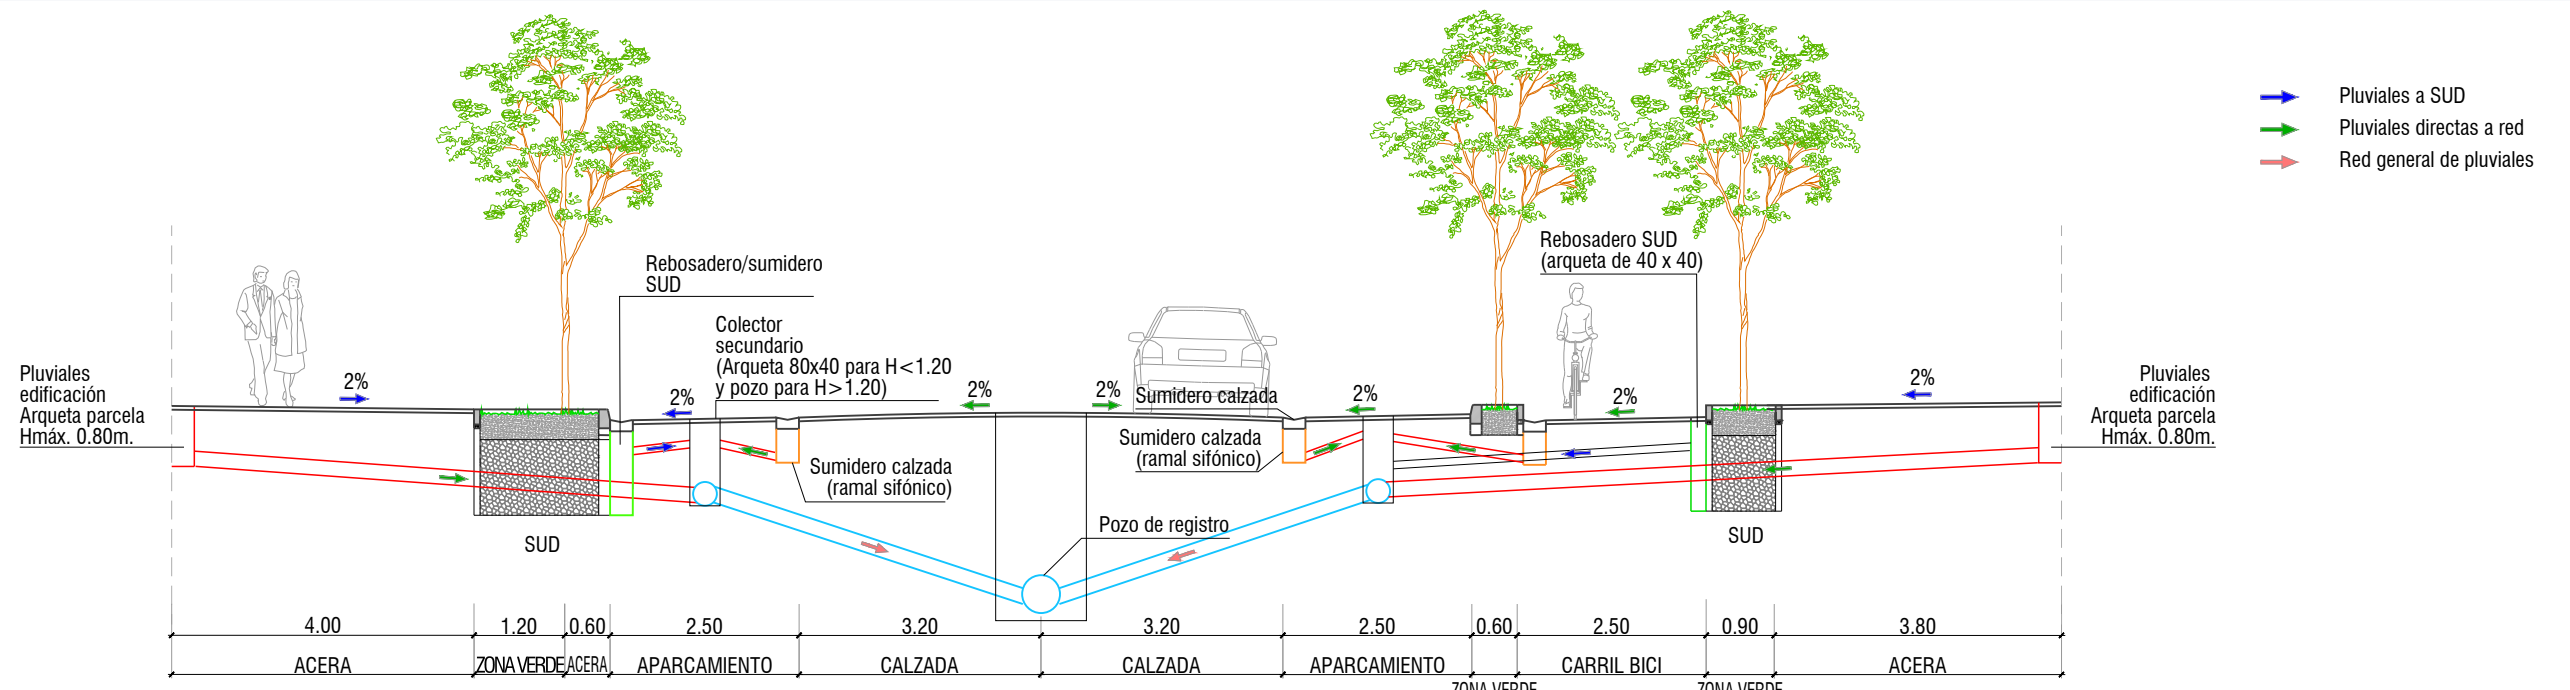 Pluviales a SUD
Pluviales directas a red
Red general de pluviales
Rebosadero SUD
(arqueta de 40 x 40)
Rebosadero/sumidero
SUD
Colector
secundario
(Arqueta 80x40 para H<1.20
y pozo para H>1.20)
Pluviales
edificación
Arqueta parcela
Hmáx. 0.80m.
2%
2%
2%
2%
2%
2%
2%
Sumidero calzada
Pluviales
edificación
Arqueta parcela
Hmáx. 0.80m.
Sumidero calzada
(ramal sifónico)
Sumidero calzada
(ramal sifónico)
Pozo de registro
SUD
SUD
4.00 1.20 0.60 2.50 3.20 3.20 2.50 0.60 2.50 0.90 3.80
ACERA ZONA VERDE ACERA APARCAMIENTO CALZADA CALZADA APARCAMIENTO CARRIL BICI ACERA
ZONA VERDE ZONA VERDE